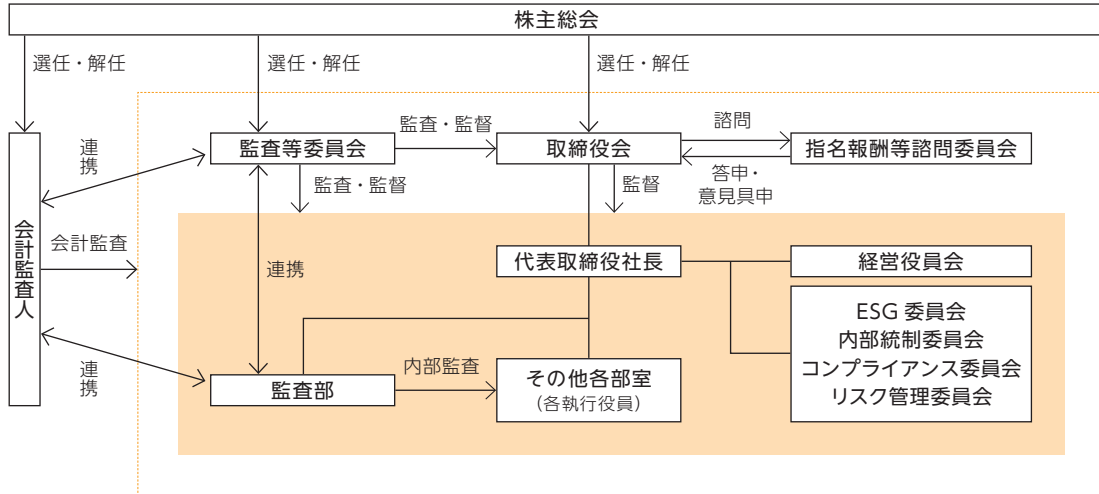 株主総会
選任・解任
選任・解任
選任・解任
監査・監督
諮問
連携
監査等委員会
取締役会
指名報酬等諮問委員会
答申・
意見具申
監査・監督
監督
会計監査人
会計監査
連携
代表取締役社長
経営役員会
ESG 委員会
内部統制委員会
コンプライアンス委員会
リスク管理委員会
連携
内部監査
監査部
その他各部室
(各執行役員)